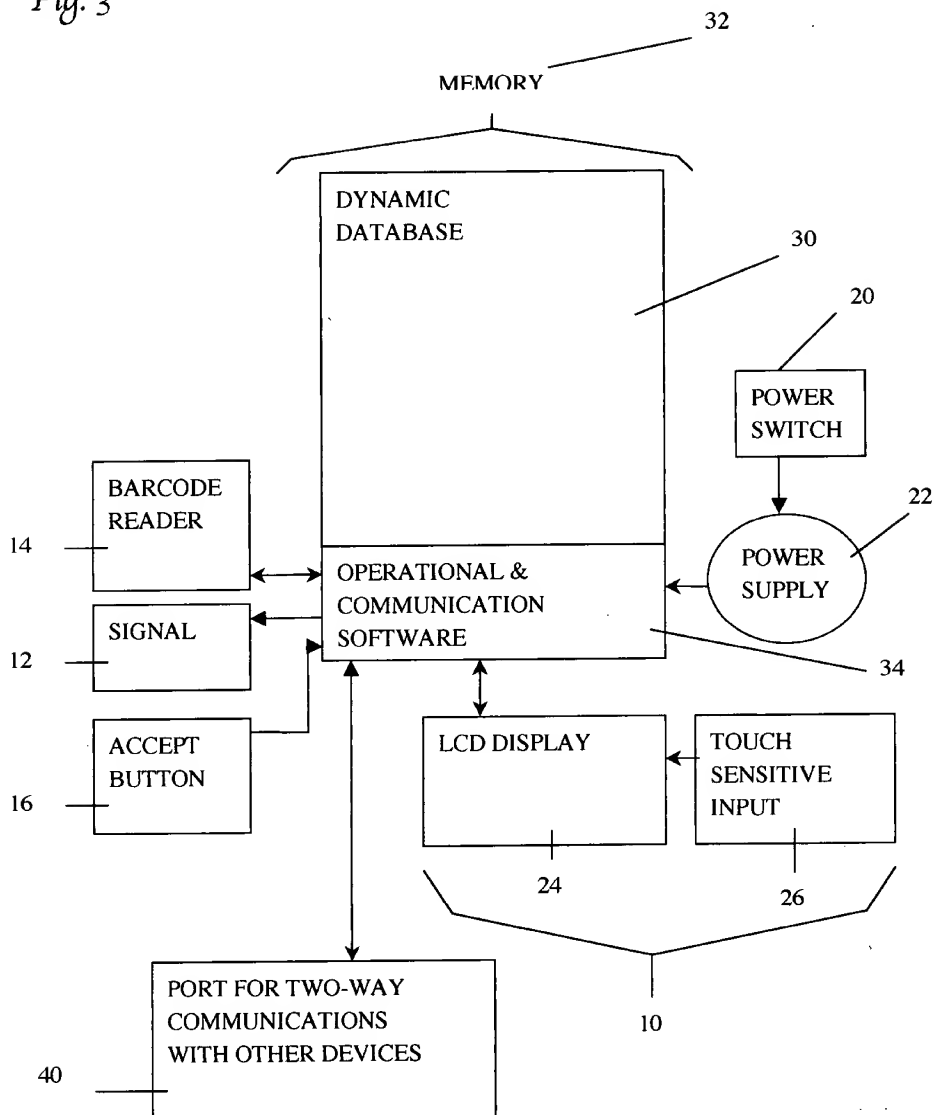 Fig. 3
32
MEMORY
DYNAMIC
DATABASE
30
20
POWER
SWITCH
BARCODE
READER
14
22
POWER
SUPPLY
OPERATIONAL &
COMMUNICATION
SOFTWARE
SIGNAL
12
34
ACCEPT
BUTTON
16
LCD DISPLAY
TOUCH
SENSITIVE
INPUT
24
26
10
PORT FOR TWO-WAY
COMMUNICATIONS
WITH OTHER DEVICES
40